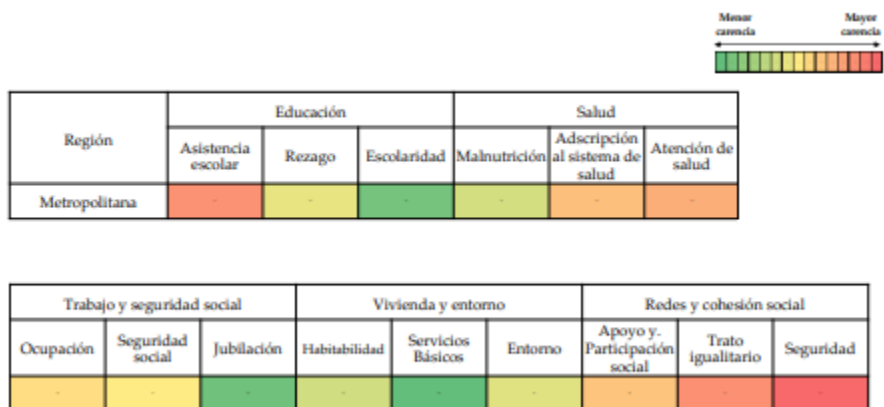 Menor carencia
Mayor carencia
Región
Educación
Salud
Asistencia escolar
Rezago
Escolaridad
Malnutrición
Adscripción al sistema de salud
Atención de salud
Metropolitana
-
-
-
-
-
-
Trabajo y seguridad social
Vivienda y entorno
Redes y cohesión social
Ocupación
Seguridad social
Jubilación
Habitabilidad
Servicios Básicos
Entorno
Apoyo y. Participación social
Trato igualitario
Seguridad
-
-
-
-
-
-
-
-
-